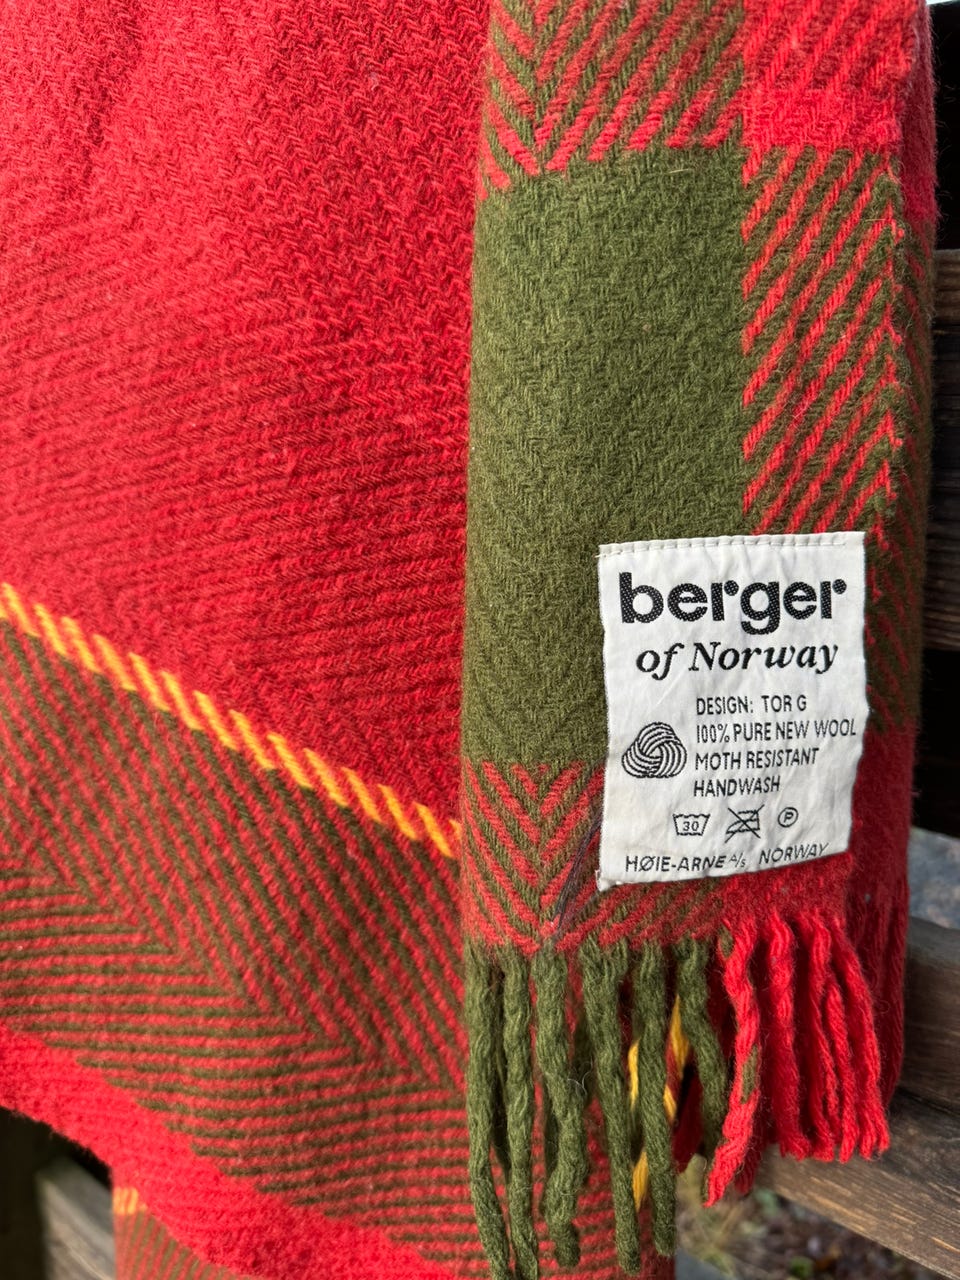 berger
of Norway
DESIGN: TOR G
100% PURE NEW WOOL
MOTH RESISTANT
HANDWASH
30 P
HØIE-ARNE A/S NORWAY